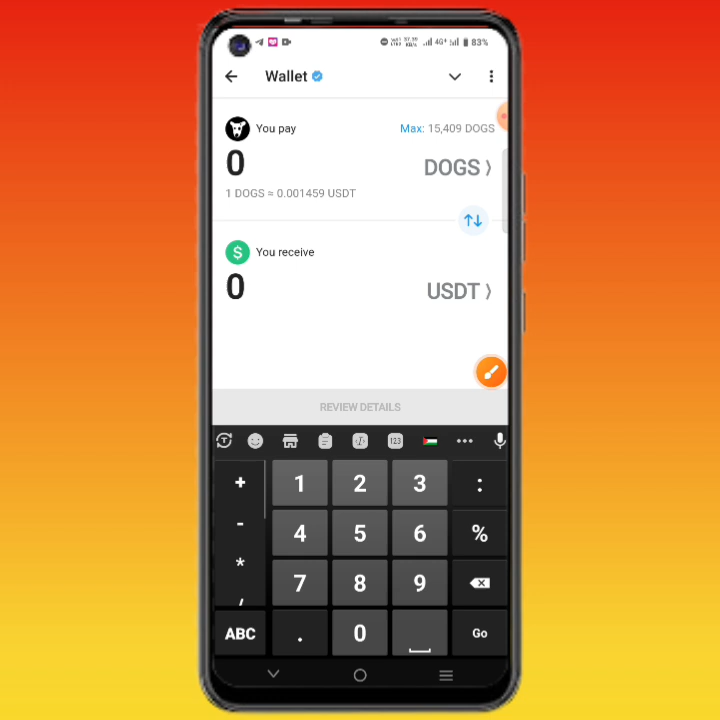 4G+ 83%
Wallet
You pay Max: 15,409 DOGS
0 DOGS
1 DOGS ≈ 0.001459 USDT
You receive
$
0 USDT
REVIEW DETAILS
T 123
+ 1 2 3 :
- 4 5 6 %
*
7 8 9
/
ABC . 0 Go